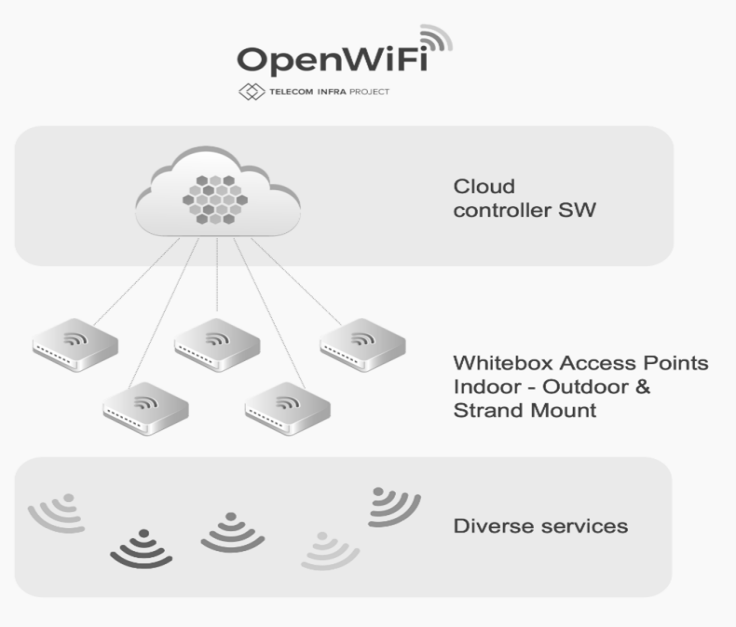 OpenWiFi
TELECOM INFRA PROJECT
Cloud
controller SW
Whitebox Access Points
Indoor - Outdoor &
Strand Mount
Diverse services